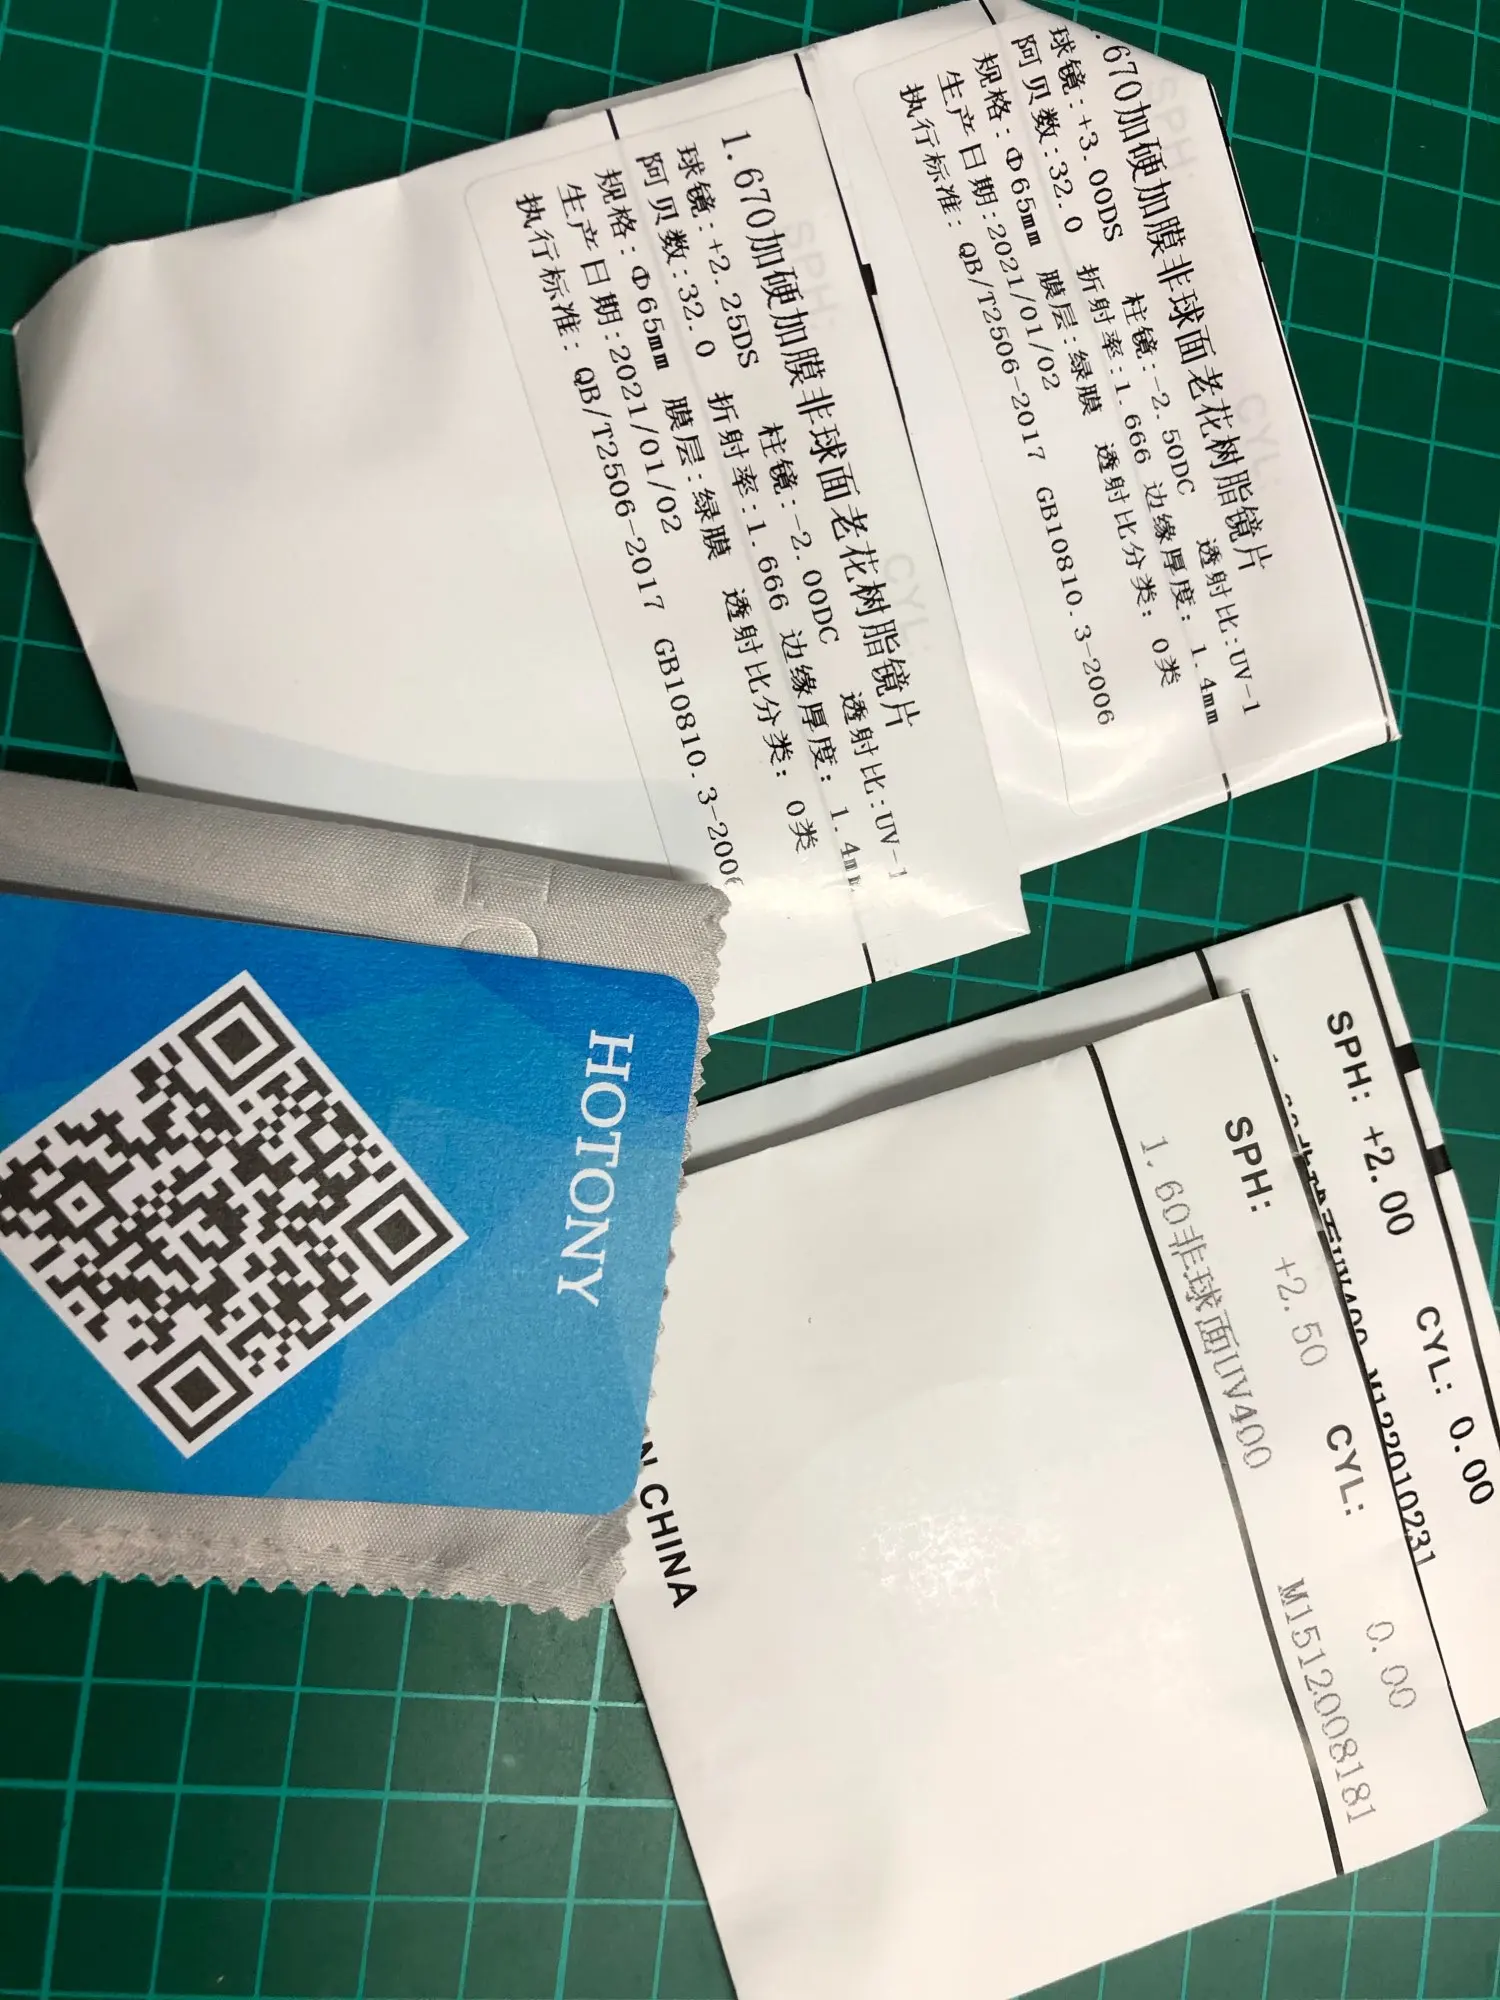 1.670加硬加膜非球面老花树脂镜片
球镜:+2.25DS 柱镜:-2.00DC 透射比:UV-1
阿贝数:32.0 折射率:1.666 边缘厚度: 1.4mm
规格:Φ65mm 膜层:绿膜 透射比分类: 0类
生产日期:2021/01/02
执行标准: QB/T2506-2017 GB10810.3-2006
SPH:
CYL:
.670加硬加膜非球面老花树脂镜片
球镜:+3.00DS 柱镜:-2.50DC 透射比:UV-1
阿贝数:32.0 折射率:1.666 边缘厚度: 1.4mm
规格:Φ65mm 膜层:绿膜 透射比分类: 0类
生产日期:2021/01/02
执行标准: QB/T2506-2017 GB10810.3-2006
SPH:
CYL:
HOTONY
SPH: +2.00 CYL: 0.00
UV400 M122010231
SPH: +2.50 CYL: 0.00
1.60非球面UV400 M1512008181
N CHINA